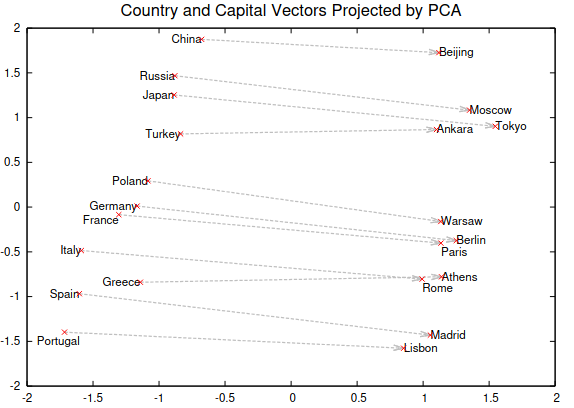 Country and Capital Vectors Projected by PCA
2
China
Beijing
1.5
Russia
Japan
Moscow
1
Tokyo
Turkey
Ankara
0.5
Poland
0
Germany
France
Warsaw
Berlin
Paris
-0.5
Italy
Greece
Athens
Rome
-1
Spain
Madrid
-1.5
Portugal
Lisbon
-2
-2 -1.5 -1 -0.5 0 0.5 1 1.5 2